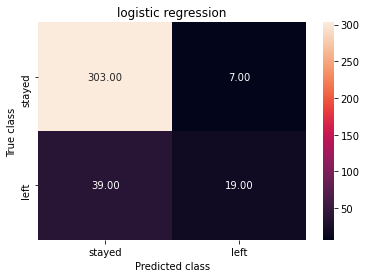 logistic regression
True class
stayed
303.00
7.00
left
39.00
19.00
stayed
left
Predicted class
300
250
200
150
100
50